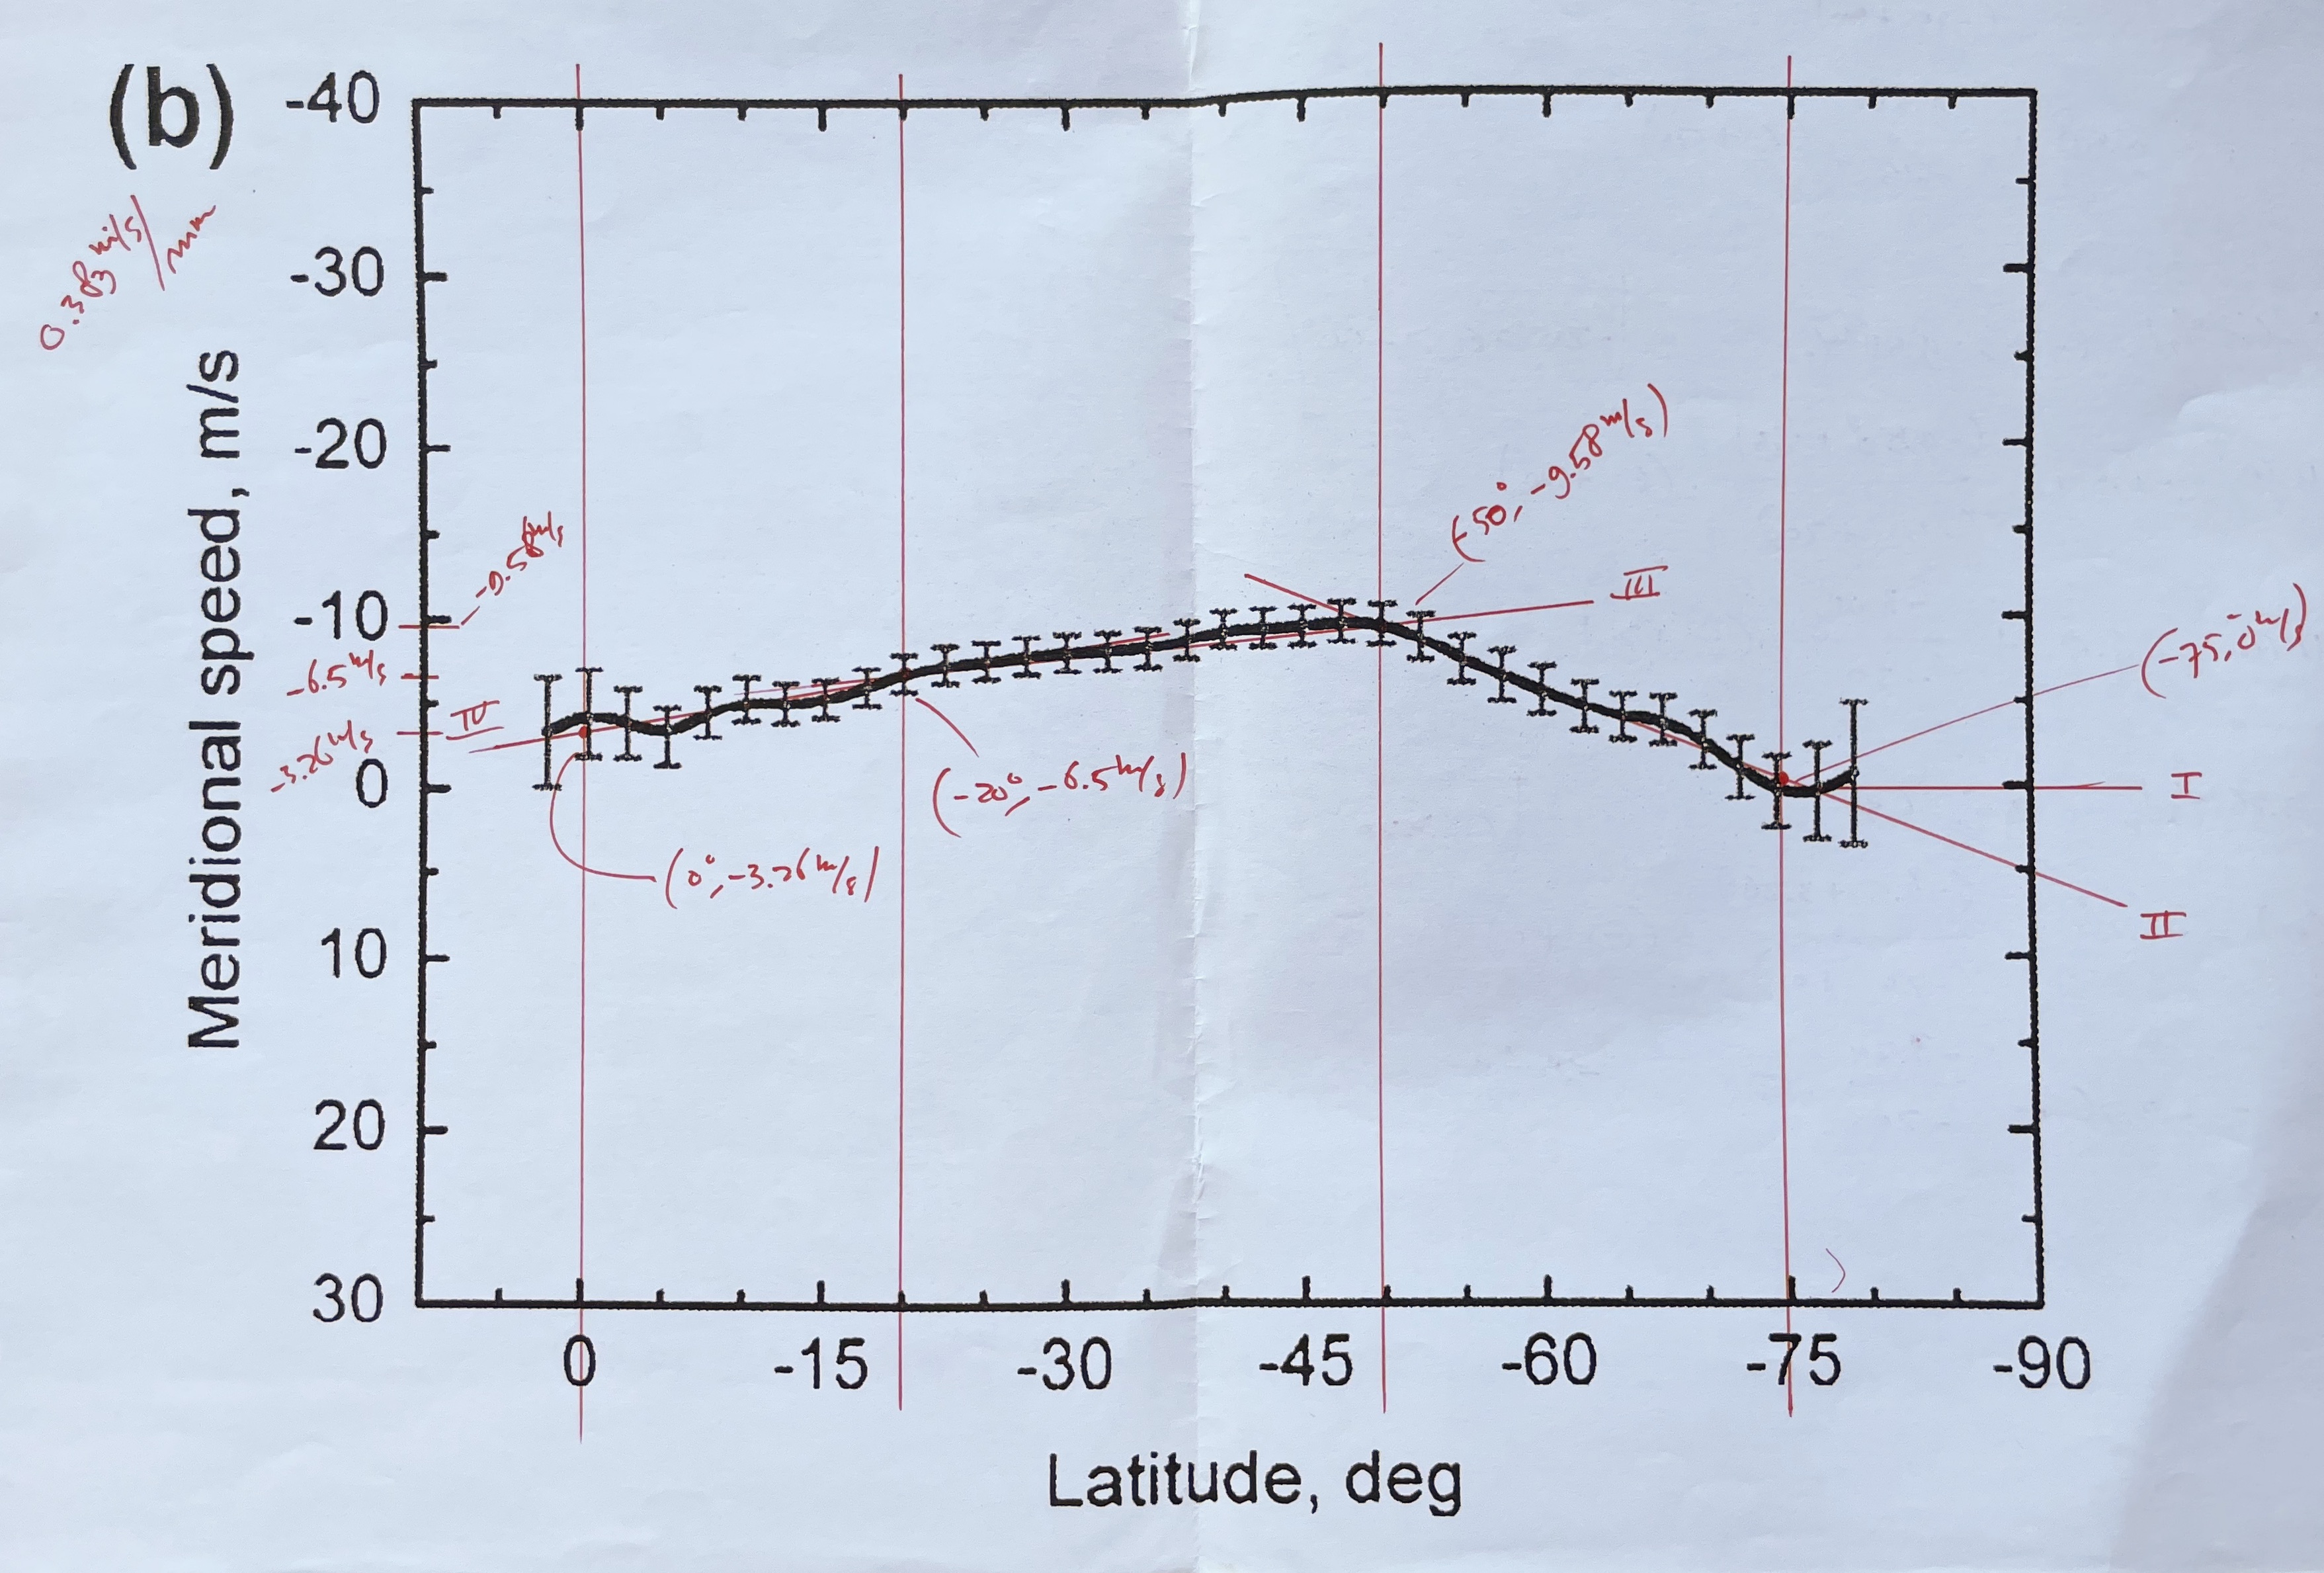 (b)
-40
-30
-20
-10
0
10
20
30
Meridional speed, m/s
0.383 m/s/mm
-9.58 m/s
-6.5 m/s
-3.26 m/s
IV
(-50°, -9.58 m/s)
III
(-75, 0 m/s)
(-20°, -6.5 m/s)
(0°, -3.26 m/s)
I
II
0 -15 -30 -45 -60 -75 -90
Latitude, deg